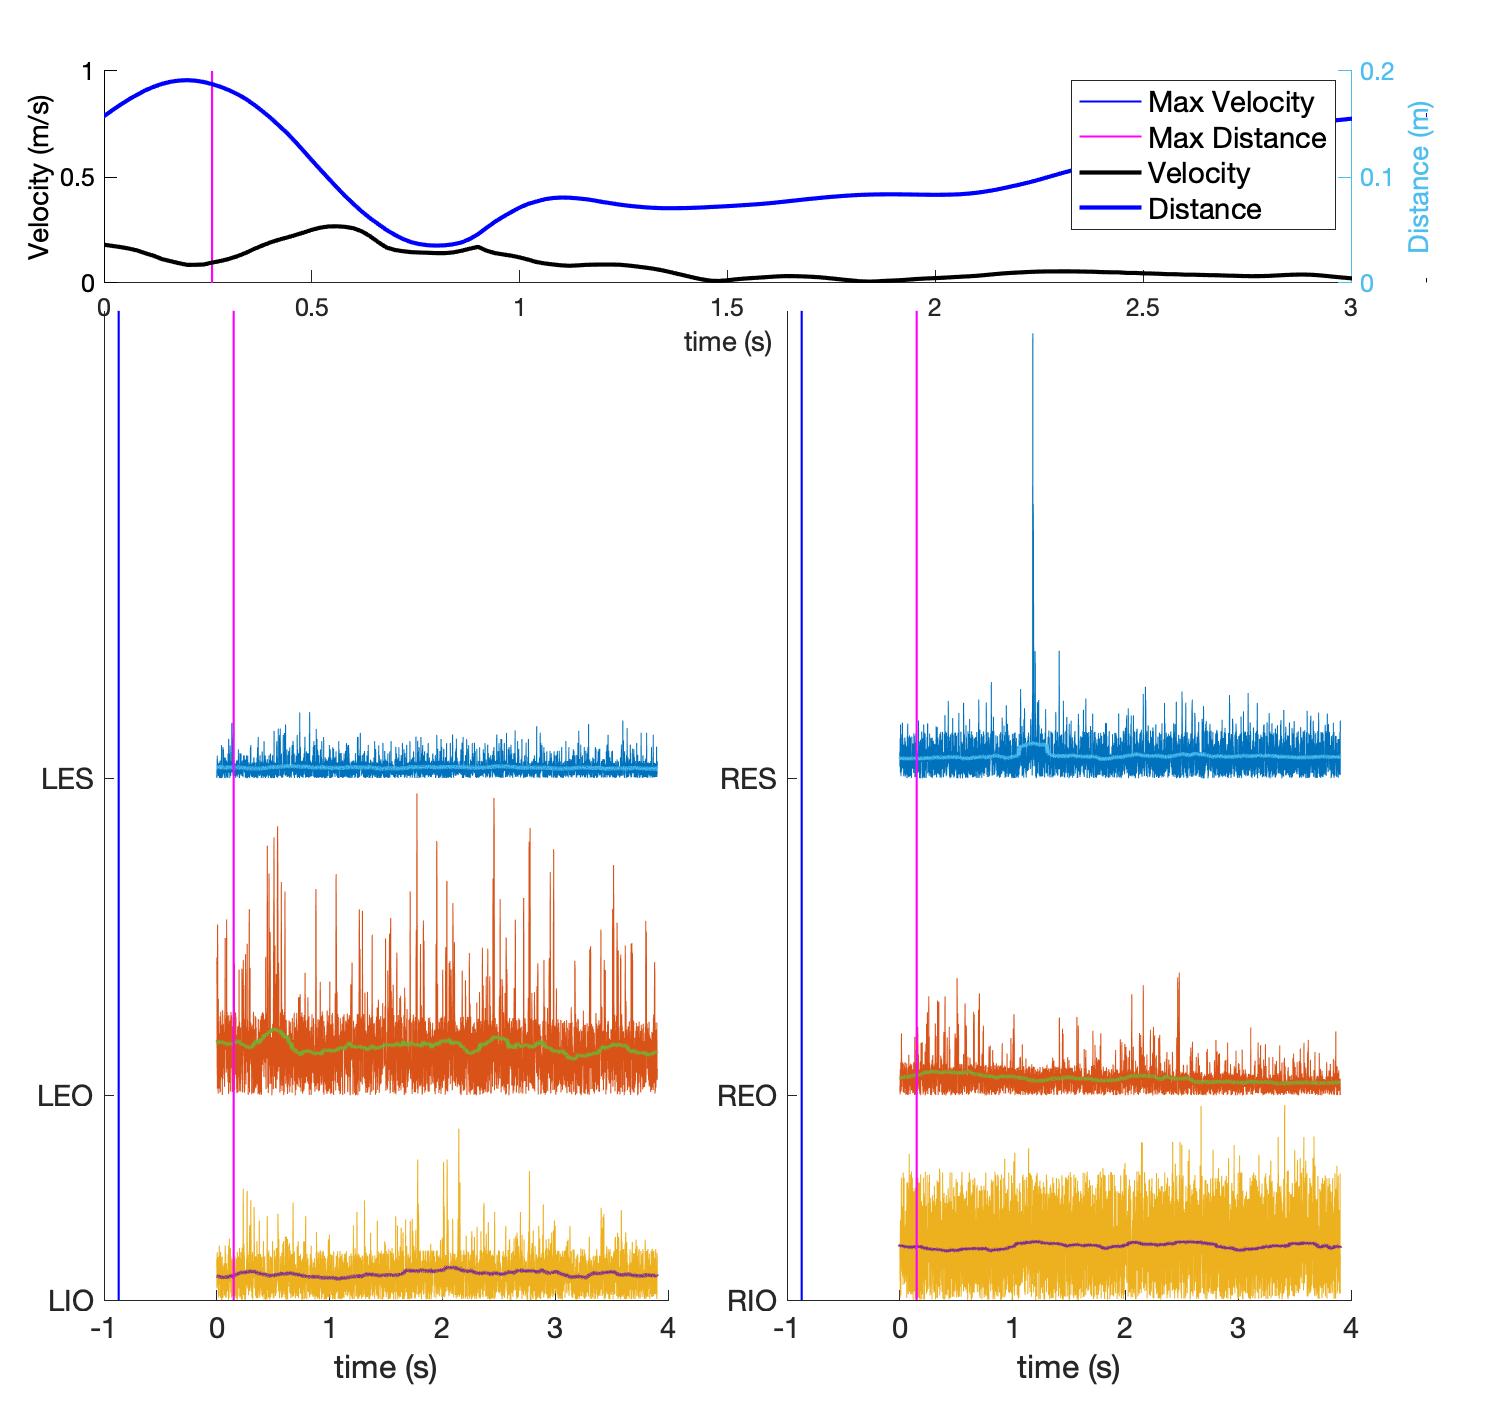 1
0.5
0
Velocity (m/s)
0.2
0.1
0
Distance (m)
Max Velocity
Max Distance
Velocity
Distance
0 0.5 1 1.5 2 2.5 3
time (s)
LES
LEO
LIO
-1 0 1 2 3 4
time (s)
RES
REO
RIO
-1 0 1 2 3 4
time (s)